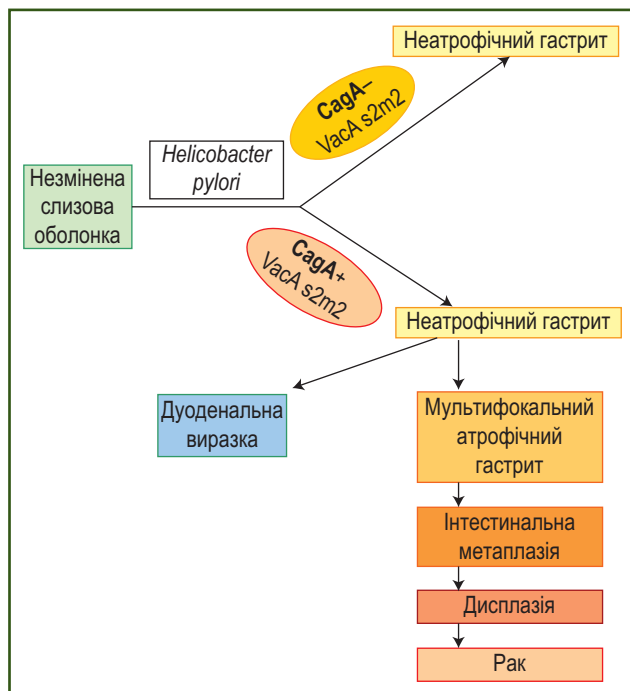 Неатрофічний гастрит
CagA–
VacA s2m2
Helicobacter
pylori
Незмінена
слизова
оболонка
CagA+
VacA s2m2
Неатрофічний гастрит
Дуоденальна
виразка
Мультифокальний
атрофічний
гастрит
Інтестинальна
метаплазія
Дисплазія
Рак